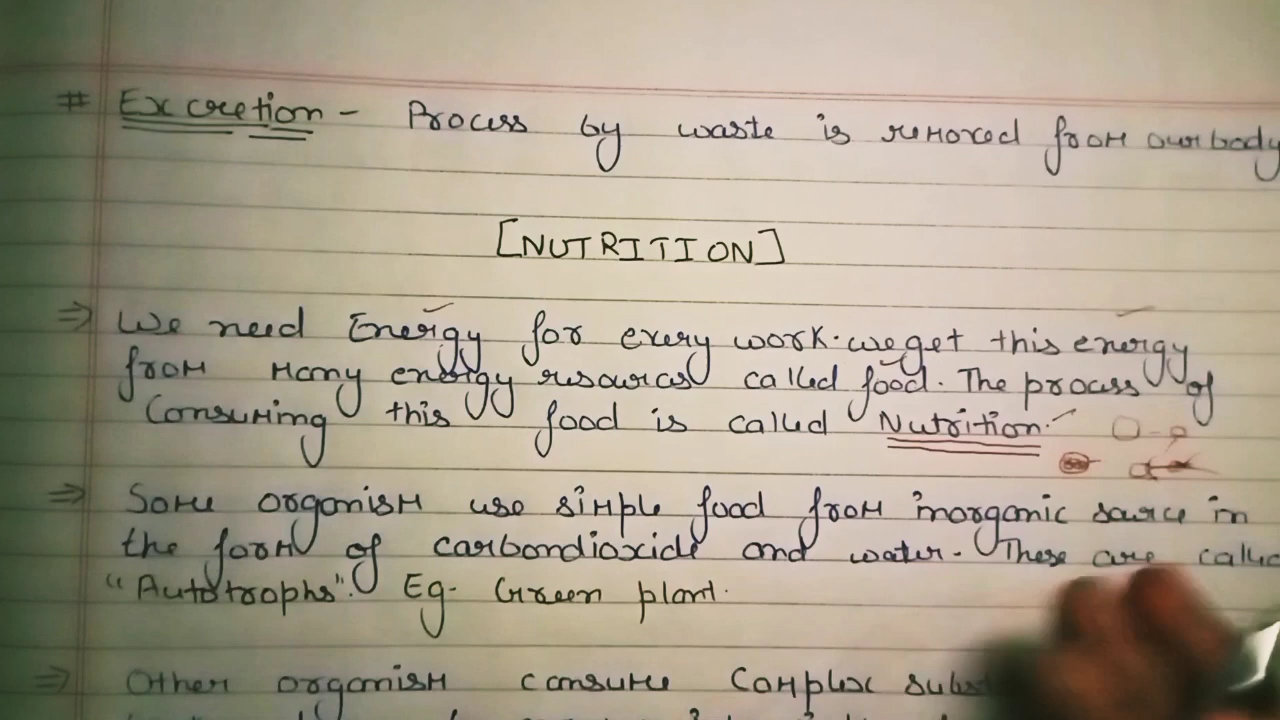 # Excretion - Process by waste is removed from our body
[NUTRITION]
⇒ We need Energy for every work. we get this energy
from many energy resources called food. The process of
Consuming this food is called Nutrition.
⇒ Some organism use simple food from inorganic source in
the form of carbondioxide and water. These are
"Autotrophs". Eg. Green plant.
⇒ Other organism consume complex